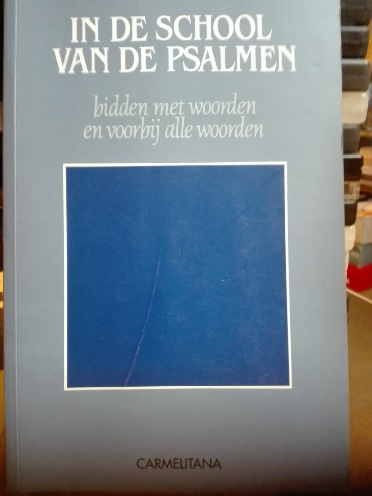 IN DE SCHOOL
VAN DE PSALMEN
bidden met woorden
en voorbij alle woorden
CARMELITANA